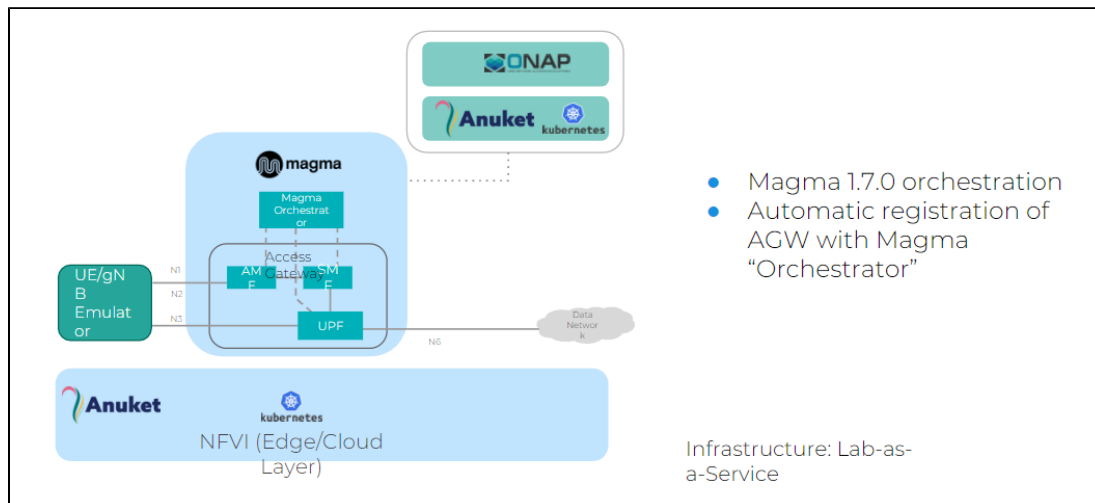 ONAP
Anuket
kubernetes
magma
Magma
Orchestrat
or
Access
Gateway
AM
F
SM
F
UPF
UE/gN
B
Emulat
or
N1
N2
N3
N6
Data
Networ
k
Anuket
kubernetes
NFVI (Edge/Cloud
Layer)
● Magma 1.7.0 orchestration
● Automatic registration of
AGW with Magma
“Orchestrator”
Infrastructure: Lab-as-
a-Service